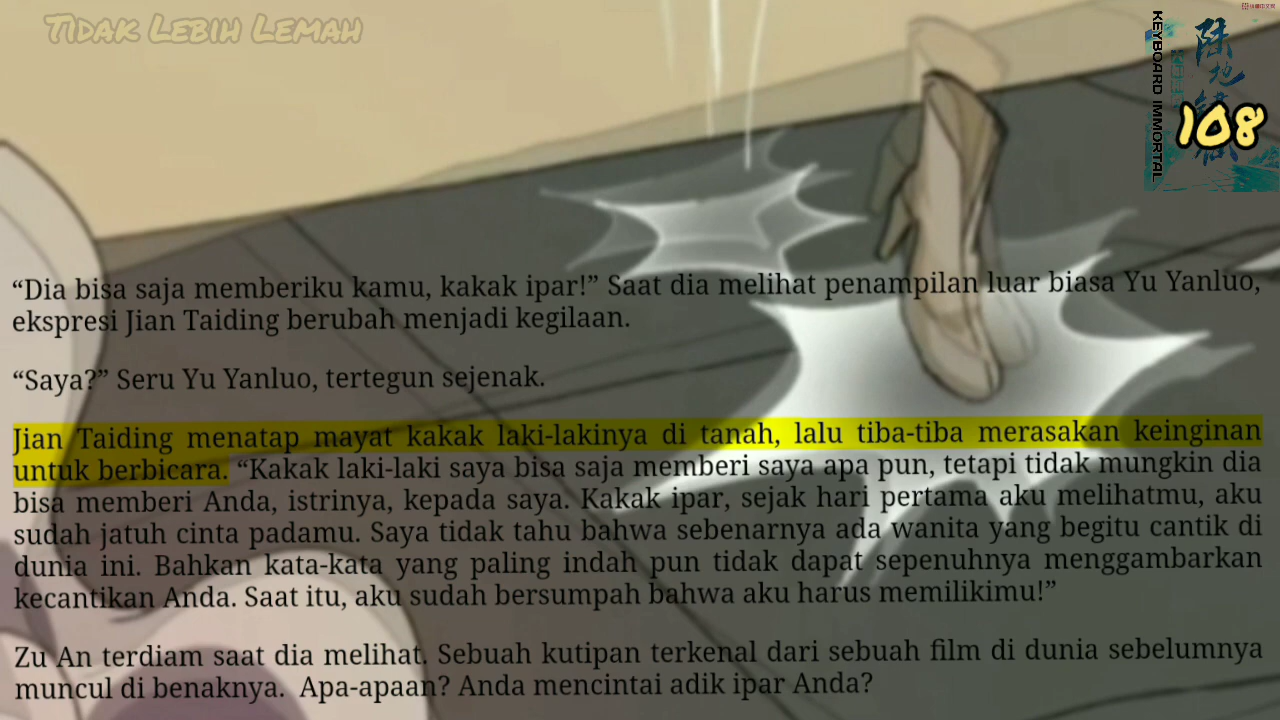 Tidak Lebih Lemah
KEYBOARD IMMORTAL
108
“Dia bisa saja memberiku kamu, kakak ipar!” Saat dia melihat penampilan luar biasa Yu Yanluo,
ekspresi Jian Taiding berubah menjadi kegilaan.
“Saya?” Seru Yu Yanluo, tertegun sejenak.
Jian Taiding menatap mayat kakak laki-lakinya di tanah, lalu tiba-tiba merasakan keinginan
untuk berbicara. “Kakak laki-laki saya bisa saja memberi saya apa pun, tetapi tidak mungkin dia
bisa memberi Anda, istrinya, kepada saya. Kakak ipar, sejak hari pertama aku melihatmu, aku
sudah jatuh cinta padamu. Saya tidak tahu bahwa sebenarnya ada wanita yang begitu cantik di
dunia ini. Bahkan kata-kata yang paling indah pun tidak dapat sepenuhnya menggambarkan
kecantikan Anda. Saat itu, aku sudah bersumpah bahwa aku harus memilikimu!”
Zu An terdiam saat dia melihat. Sebuah kutipan terkenal dari sebuah film di dunia sebelumnya
muncul di benaknya. Apa-apaan? Anda mencintai adik ipar Anda?